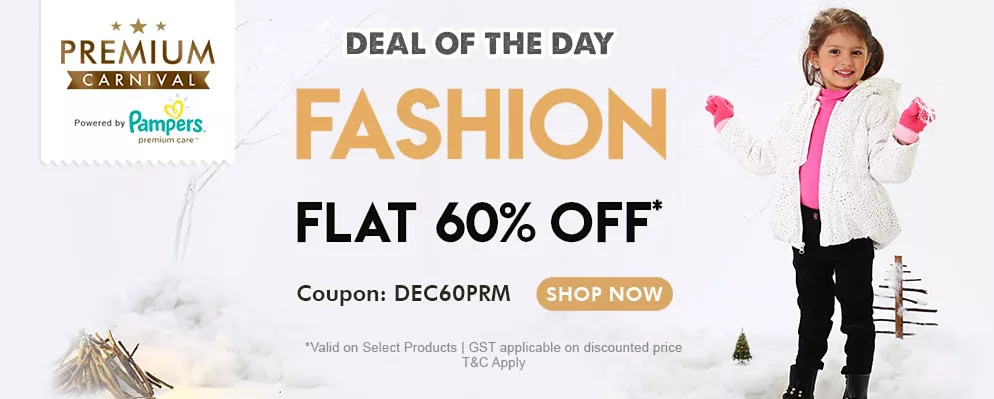 PREMIUM
CARNIVAL
Powered by Pampers.
premium care™
DEAL OF THE DAY
FASHION
FLAT 60% OFF*
Coupon: DEC60PRM SHOP NOW
*Valid on Select Products | GST applicable on discounted price
T&C Apply